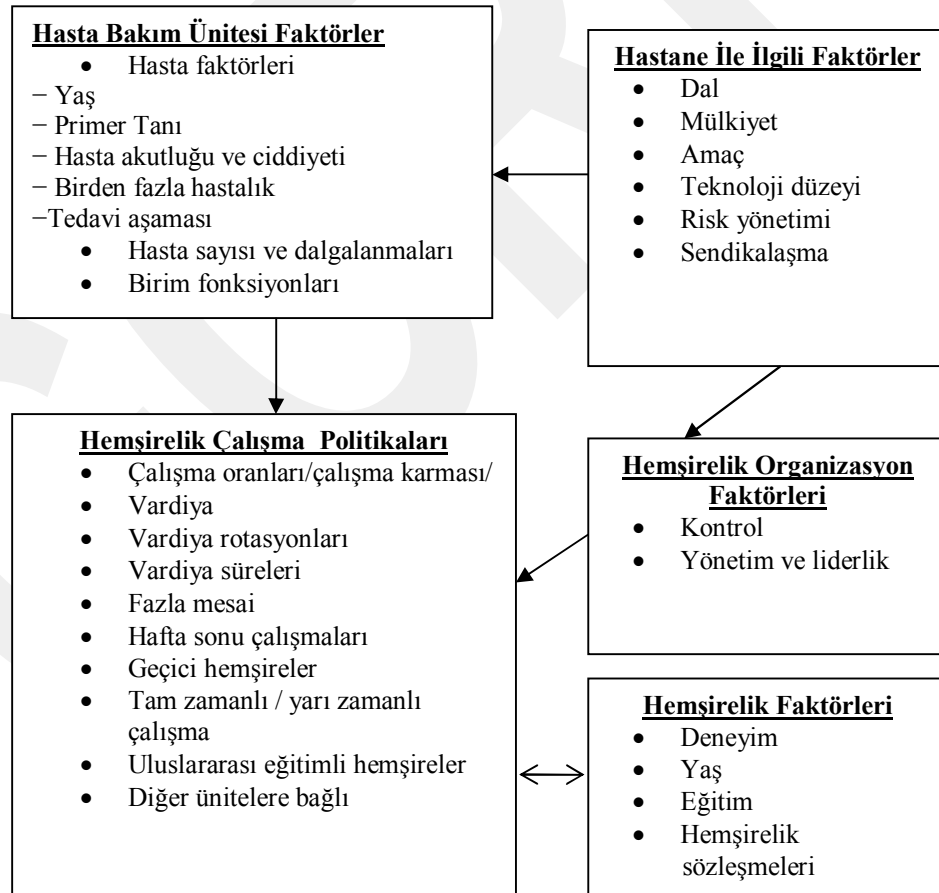 Hasta Bakım Ünitesi Faktörler
• Hasta faktörleri
− Yaş
− Primer Tanı
− Hasta akutluğu ve ciddiyeti
− Birden fazla hastalık
−Tedavi aşaması
• Hasta sayısı ve dalgalanmaları
• Birim fonksiyonları
Hastane İle İlgili Faktörler
• Dal
• Mülkiyet
• Amaç
• Teknoloji düzeyi
• Risk yönetimi
• Sendikalaşma
Hemşirelik Çalışma Politikaları
• Çalışma oranları/çalışma karması/
• Vardiya
• Vardiya rotasyonları
• Vardiya süreleri
• Fazla mesai
• Hafta sonu çalışmaları
• Geçici hemşireler
• Tam zamanlı / yarı zamanlı
çalışma
• Uluslararası eğitimli hemşireler
• Diğer ünitelere bağlı
Hemşirelik Organizasyon
Faktörleri
• Kontrol
• Yönetim ve liderlik
Hemşirelik Faktörleri
• Deneyim
• Yaş
• Eğitim
• Hemşirelik
sözleşmeleri